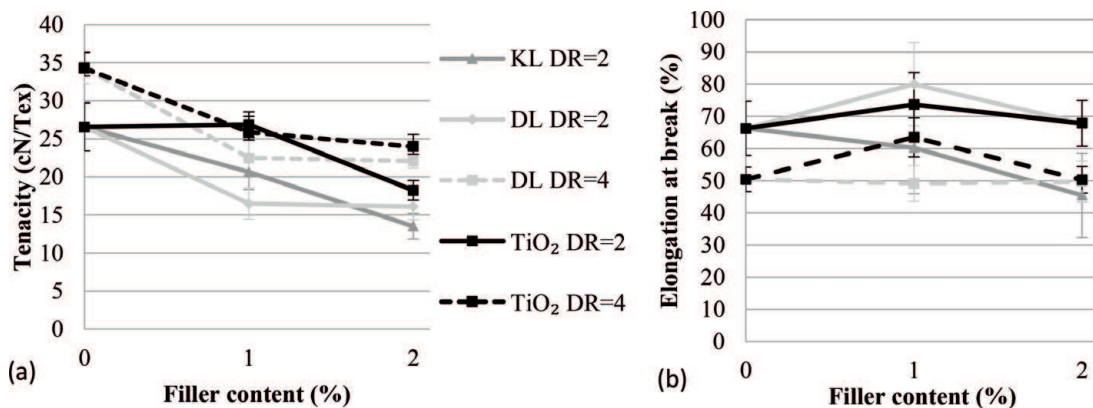 Tenacity (cN/Tex)
40
35
30
25
20
15
10
5
0
0 1 2
Filler content (%)
(a)
KL DR=2
DL DR=2
DL DR=4
TiO₂ DR=2
TiO₂ DR=4
Elongation at break (%)
100
90
80
70
60
50
40
30
20
10
0
0 1 2
Filler content (%)
(b)